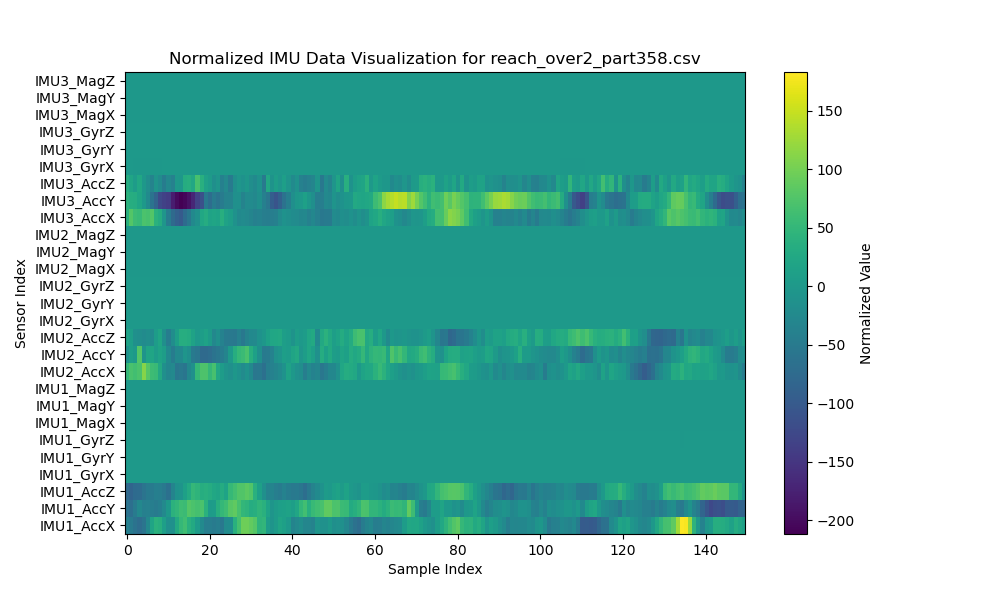 Normalized IMU Data Visualization for reach_over2_part358.csv
IMU3_MagZ
IMU3_MagY
IMU3_MagX
IMU3_GyrZ
IMU3_GyrY
IMU3_GyrX
IMU3_AccZ
IMU3_AccY
IMU3_AccX
IMU2_MagZ
IMU2_MagY
IMU2_MagX
IMU2_GyrZ
IMU2_GyrY
IMU2_GyrX
IMU2_AccZ
IMU2_AccY
IMU2_AccX
IMU1_MagZ
IMU1_MagY
IMU1_MagX
IMU1_GyrZ
IMU1_GyrY
IMU1_GyrX
IMU1_AccZ
IMU1_AccY
IMU1_AccX
Sensor Index
0 20 40 60 80 100 120 140
Sample Index
150
100
50
0
−50
−100
−150
−200
Normalized Value